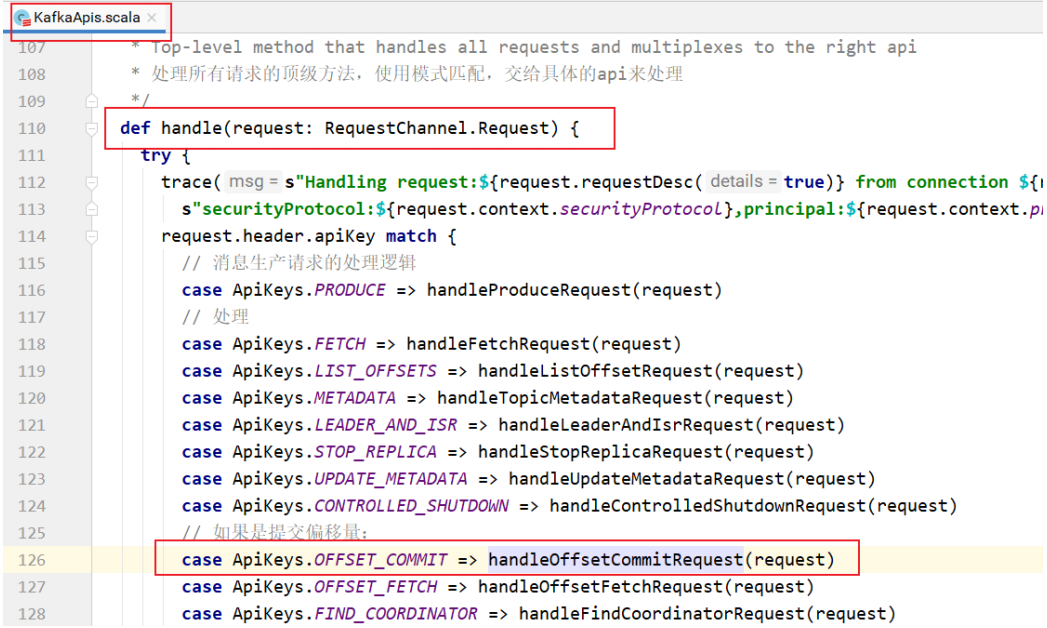 KafkaApis.scala ×
107 * Top-level method that handles all requests and multiplexes to the right api
108 * 处理所有请求的顶级方法，使用模式匹配，交给具体的api来处理
109 */
110 def handle(request: RequestChannel.Request) {
111 try {
112 trace( msg = s"Handling request:${request.requestDesc( details = true)} from connection ${
113 s"securityProtocol:${request.context.securityProtocol},principal:${request.context.
114 request.header.apiKey match {
115 // 消息生产请求的处理逻辑
116 case ApiKeys.PRODUCE => handleProduceRequest(request)
117 // 处理
118 case ApiKeys.FETCH => handleFetchRequest(request)
119 case ApiKeys.LIST_OFFSETS => handleListOffsetRequest(request)
120 case ApiKeys.METADATA => handleTopicMetadataRequest(request)
121 case ApiKeys.LEADER_AND_ISR => handleLeaderAndIsrRequest(request)
122 case ApiKeys.STOP_REPLICA => handleStopReplicaRequest(request)
123 case ApiKeys.UPDATE_METADATA => handleUpdateMetadataRequest(request)
124 case ApiKeys.CONTROLLED_SHUTDOWN => handleControlledShutdownRequest(request)
125 // 如果是提交偏移量：
126 case ApiKeys.OFFSET_COMMIT => handleOffsetCommitRequest(request)
127 case ApiKeys.OFFSET_FETCH => handleOffsetFetchRequest(request)
128 case ApiKeys.FIND_COORDINATOR => handleFindCoordinatorRequest(request)